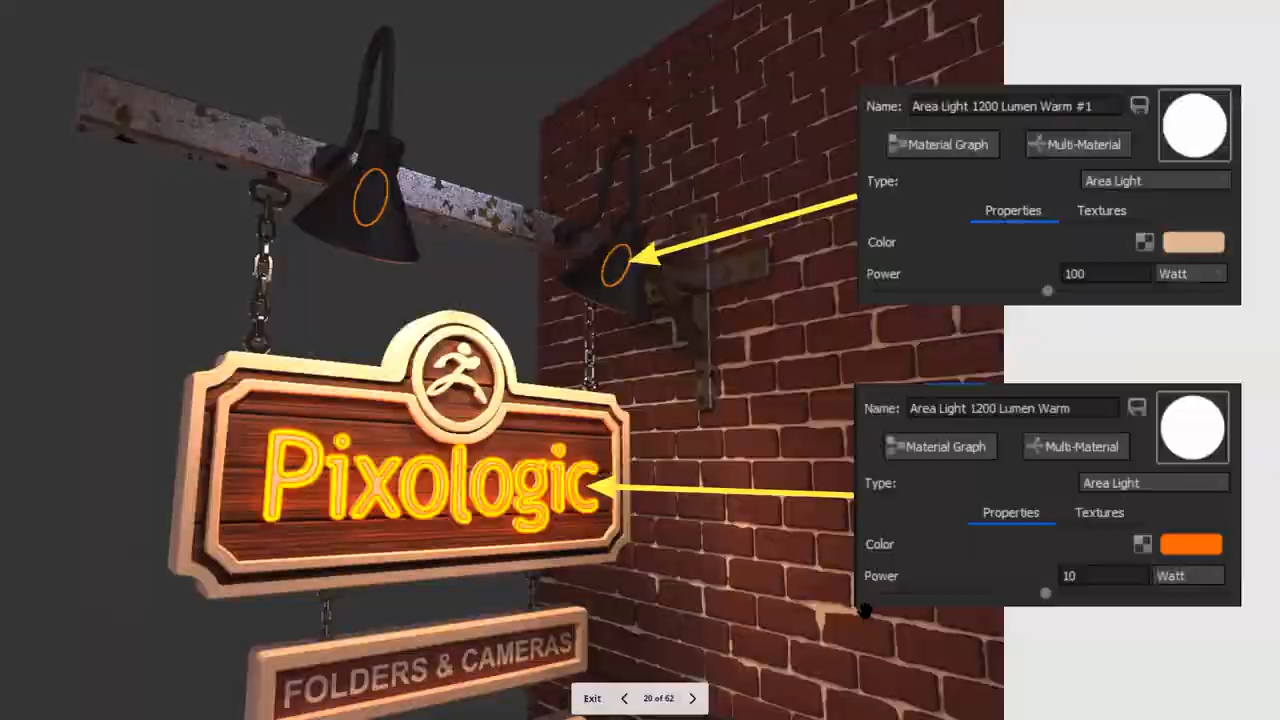 Name: Area Light 1200 Lumen Warm #1
Material Graph Multi-Material
Type: Area Light
Properties Textures
Color
Power 100 Watt
Name: Area Light 1200 Lumen Warm
Material Graph Multi-Material
Type: Area Light
Properties Textures
Color
Power 10 Watt
Pixologic
FOLDERS & CAMERAS
Exit 20 of 62